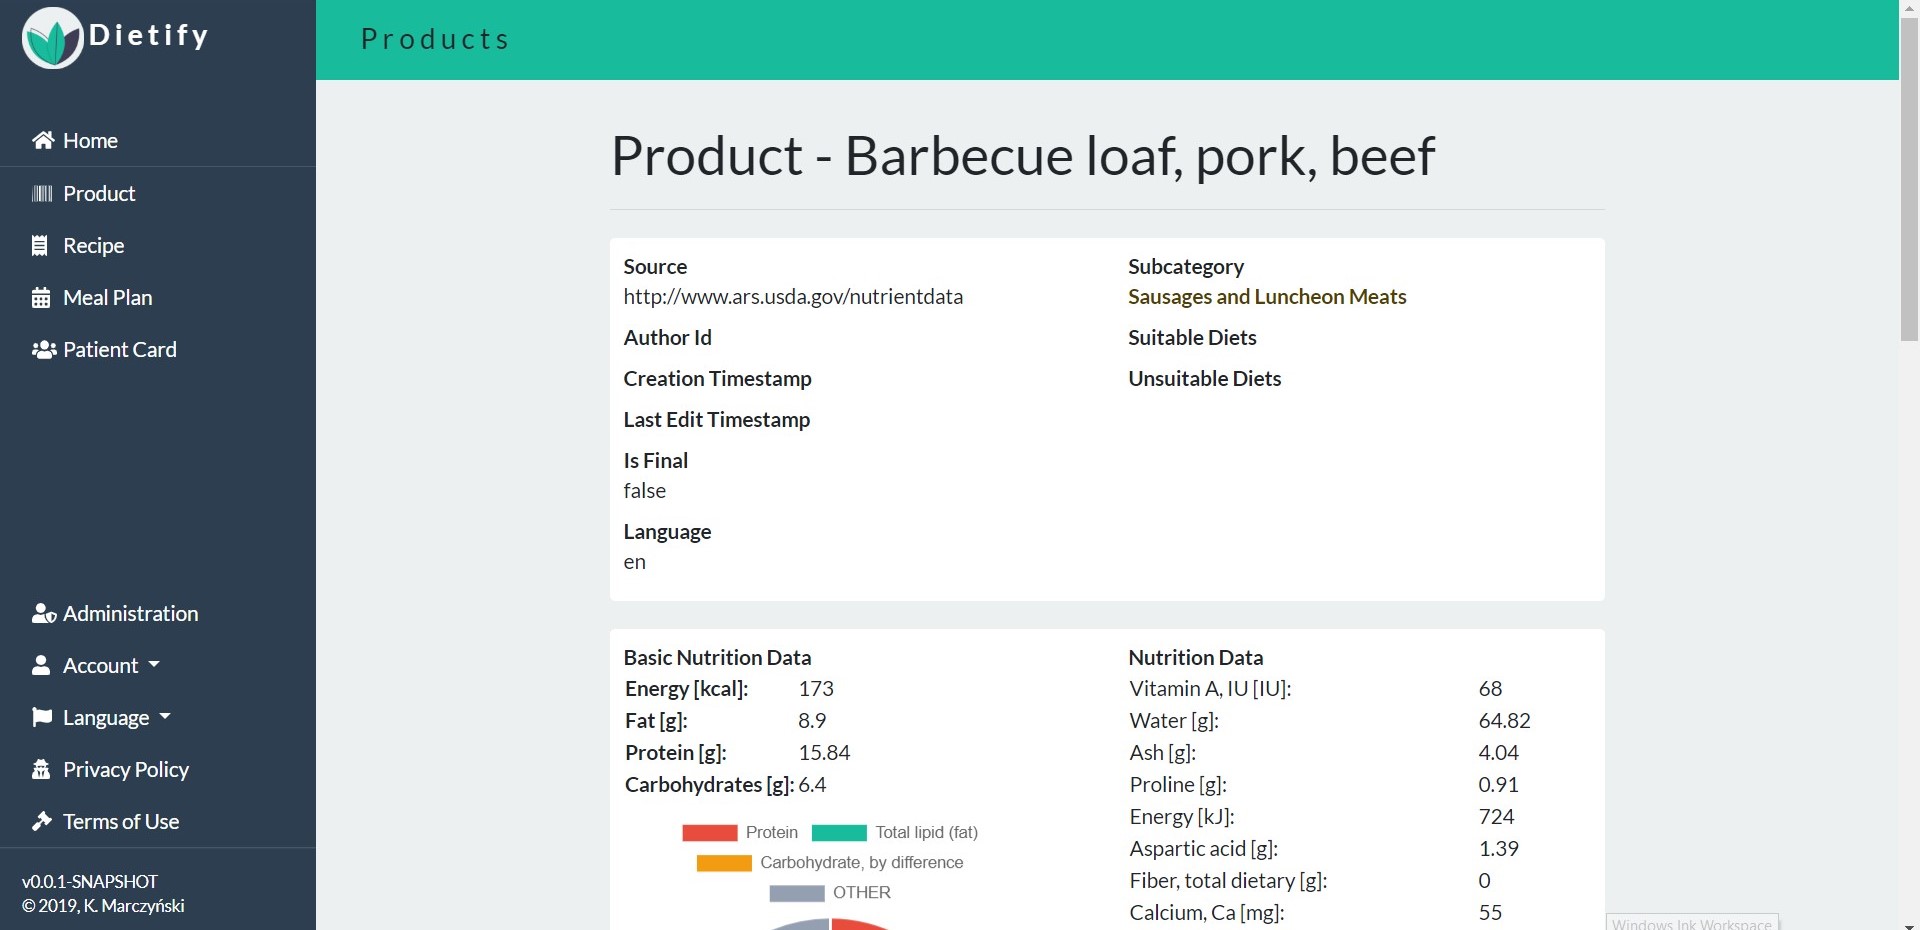 Dietify
Products
Home
Product
Recipe
Meal Plan
Patient Card
Administration
Account
Language
Privacy Policy
Terms of Use
v0.0.1-SNAPSHOT
© 2019, K. Marczyński
Product - Barbecue loaf, pork, beef
Source
http://www.ars.usda.gov/nutrientdata
Author Id
Creation Timestamp
Last Edit Timestamp
Is Final
false
Language
en
Subcategory
Sausages and Luncheon Meats
Suitable Diets
Unsuitable Diets
Basic Nutrition Data
Energy [kcal]: 173
Fat [g]: 8.9
Protein [g]: 15.84
Carbohydrates [g]: 6.4
Protein Total lipid (fat)
Carbohydrate, by difference
OTHER
Nutrition Data
Vitamin A, IU [IU]: 68
Water [g]: 64.82
Ash [g]: 4.04
Proline [g]: 0.91
Energy [kJ]: 724
Aspartic acid [g]: 1.39
Fiber, total dietary [g]: 0
Calcium, Ca [mg]: 55
Windows Ink Workspace